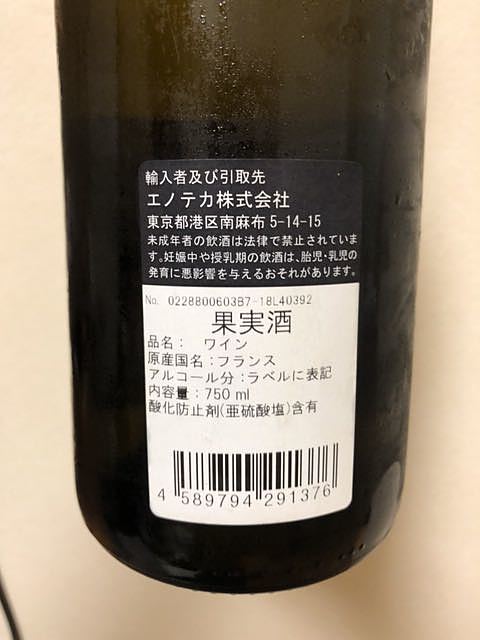 輸入者及び引取先
エノテカ株式会社
東京都港区南麻布 5-14-15
未成年者の飲酒は法律で禁止されていま
す。妊娠中や授乳期の飲酒は、胎児・乳児の
発育に悪影響を与えるおそれがあります。
No. 0228800603B7-18L40392
果実酒
品名： ワイン
原産国名：フランス
アルコール分：ラベルに表記
内容量：750 ml
酸化防止剤(亜硫酸塩)含有
4 589794 291376